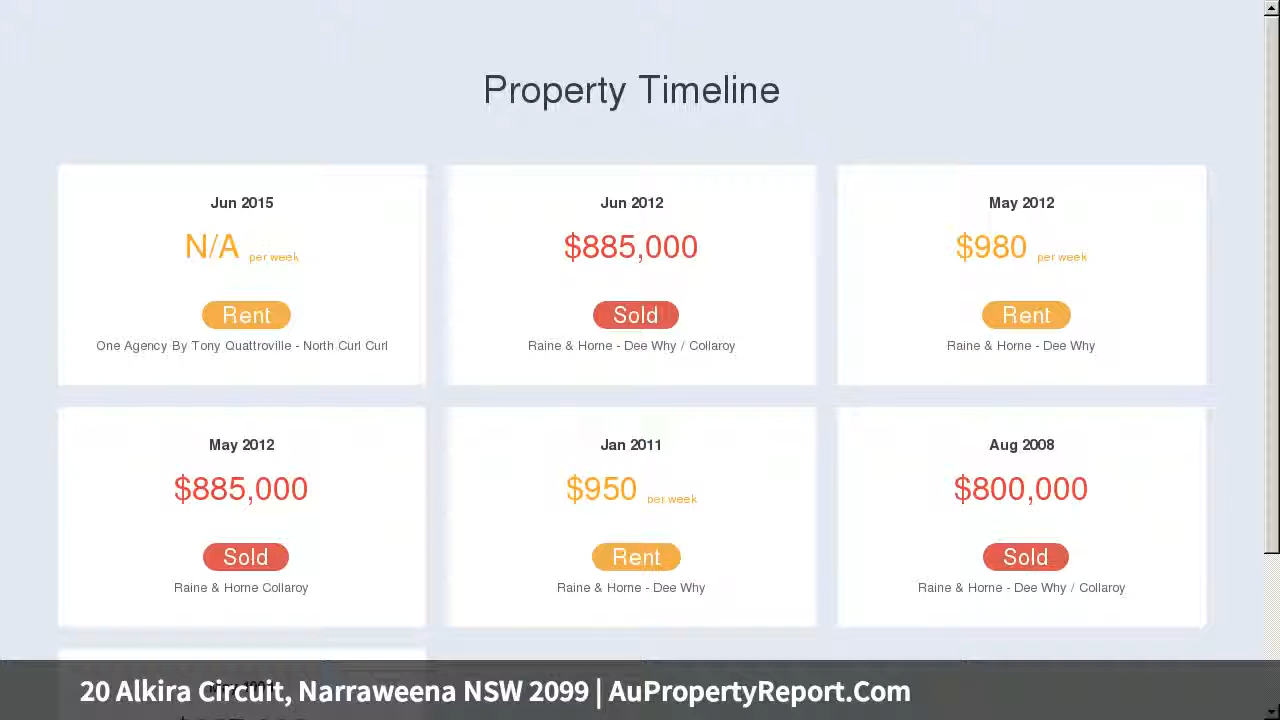 Property Timeline
Jun 2015
N/A per week
Rent
One Agency By Tony Quattroville - North Curl Curl
Jun 2012
$885,000
Sold
Raine & Horne - Dee Why / Collaroy
May 2012
$980 per week
Rent
Raine & Horne - Dee Why
May 2012
$885,000
Sold
Raine & Horne Collaroy
Jan 2011
$950 per week
Rent
Raine & Horne - Dee Why
Aug 2008
$800,000
Sold
Raine & Horne - Dee Why / Collaroy
20 Alkira Circuit, Narraweena NSW 2099 | AuPropertyReport.Com